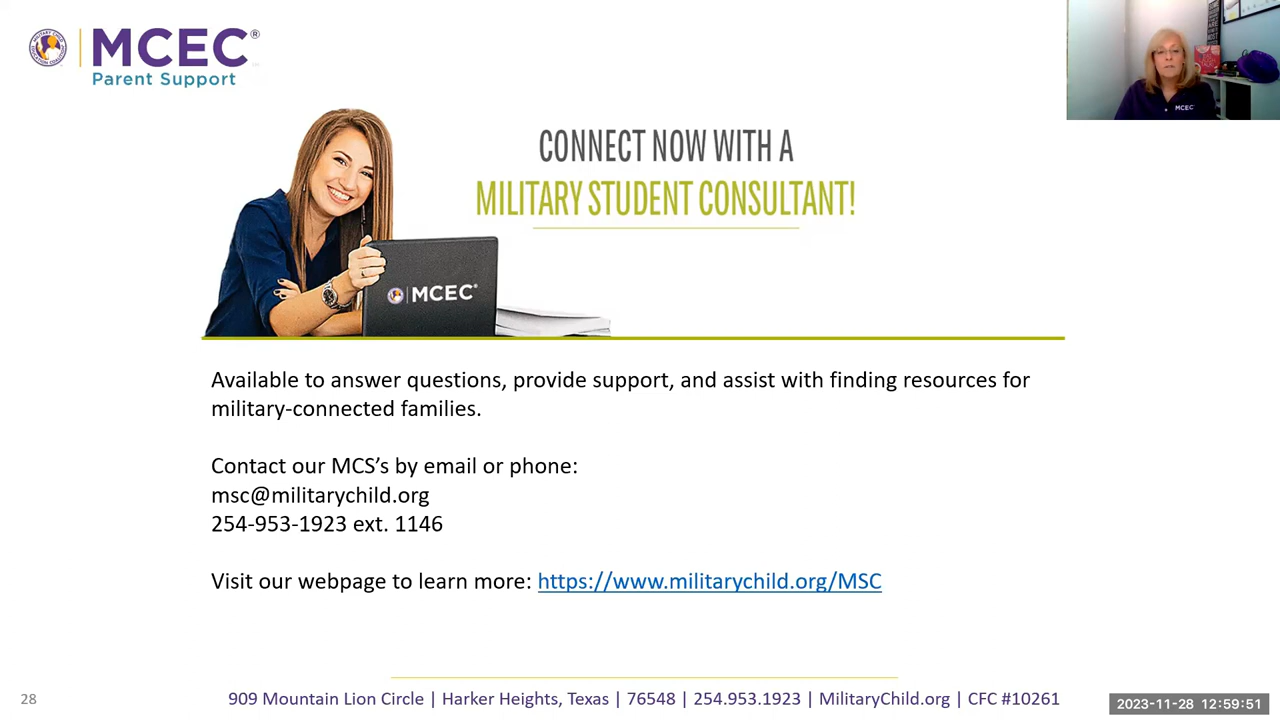 MCEC®
Parent Support
MCEC
CONNECT NOW WITH A
MILITARY STUDENT CONSULTANT!
MCEC®
Available to answer questions, provide support, and assist with finding resources for
military-connected families.
Contact our MCS’s by email or phone:
msc@militarychild.org
254-953-1923 ext. 1146
Visit our webpage to learn more: https://www.militarychild.org/MSC
28
909 Mountain Lion Circle | Harker Heights, Texas | 76548 | 254.953.1923 | MilitaryChild.org | CFC #10261
2023-11-28 12:59:51